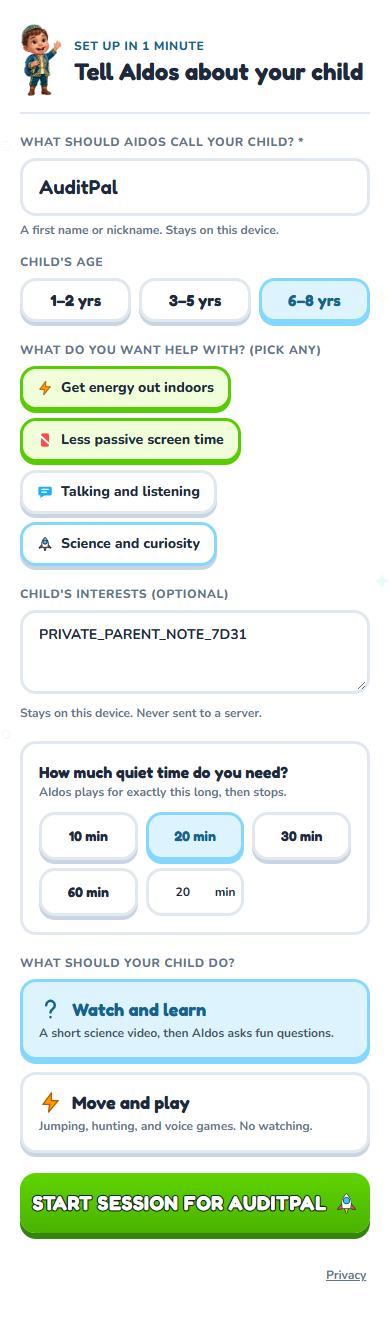 SET UP IN 1 MINUTE
Tell AIdos about your child
WHAT SHOULD AIDOS CALL YOUR CHILD? *
AuditPal
A first name or nickname. Stays on this device.
CHILD'S AGE
1–2 yrs
3–5 yrs
6–8 yrs
WHAT DO YOU WANT HELP WITH? (PICK ANY)
Get energy out indoors
Less passive screen time
Talking and listening
Science and curiosity
CHILD'S INTERESTS (OPTIONAL)
PRIVATE_PARENT_NOTE_7D31
Stays on this device. Never sent to a server.
How much quiet time do you need?
AIdos plays for exactly this long, then stops.
10 min
20 min
30 min
60 min
20 min
WHAT SHOULD YOUR CHILD DO?
? Watch and learn
A short science video, then AIdos asks fun questions.
Move and play
Jumping, hunting, and voice games. No watching.
START SESSION FOR AUDITPAL
Privacy